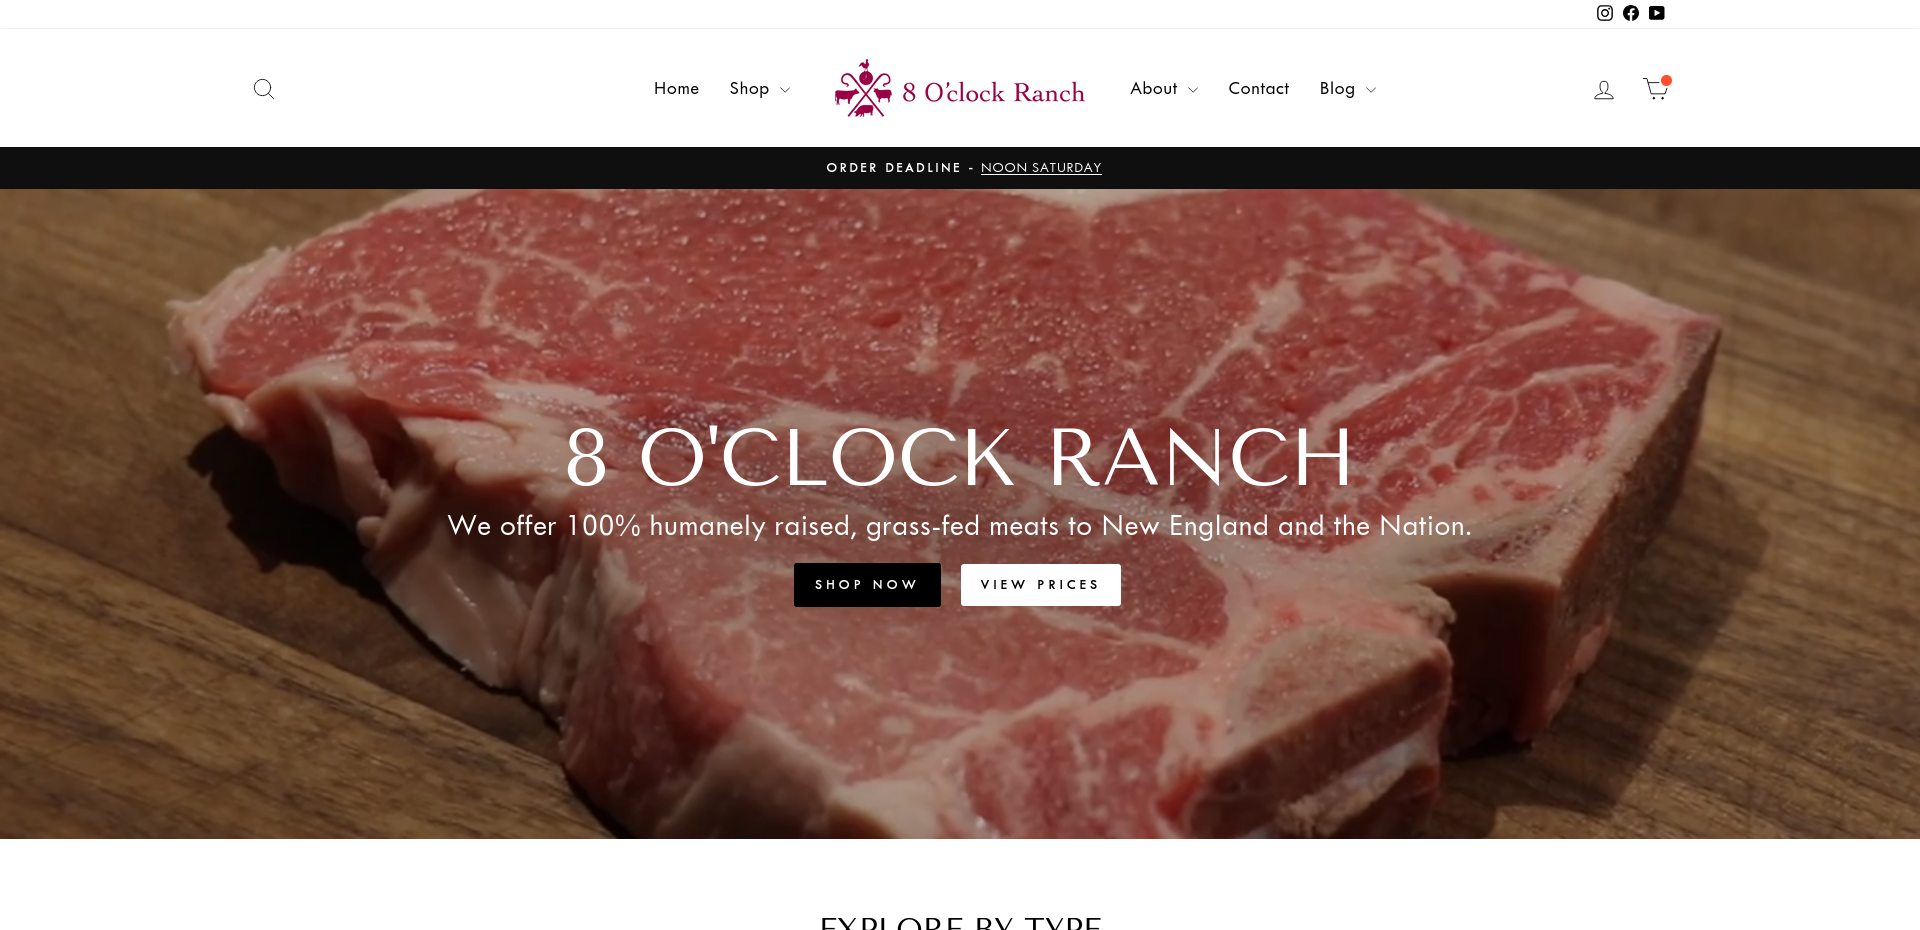 Home
Shop
8 O'clock Ranch
About
Contact
Blog
ORDER DEADLINE - NOON SATURDAY
8 O'CLOCK RANCH
We offer 100% humanely raised, grass-fed meats to New England and the Nation.
SHOP NOW
VIEW PRICES
EXPLORE BY TYPE